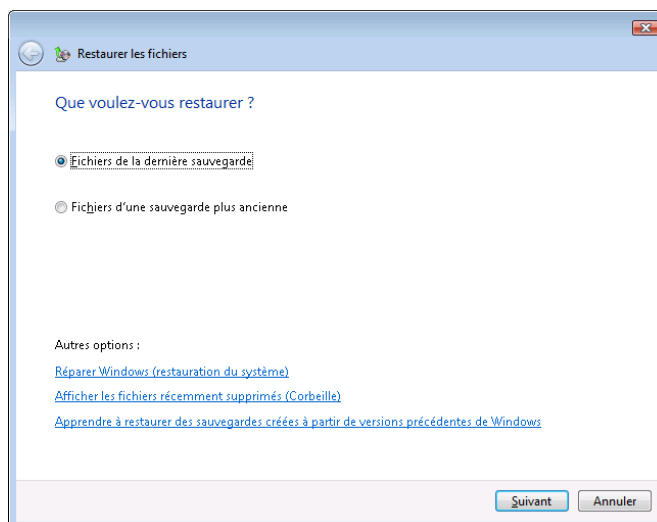 Restaurer les fichiers
Que voulez-vous restaurer ?
Fichiers de la dernière sauvegarde
Fichiers d'une sauvegarde plus ancienne
Autres options :
Réparer Windows (restauration du système)
Afficher les fichiers récemment supprimés (Corbeille)
Apprendre à restaurer des sauvegardes créées à partir de versions précédentes de Windows
Suivant
Annuler